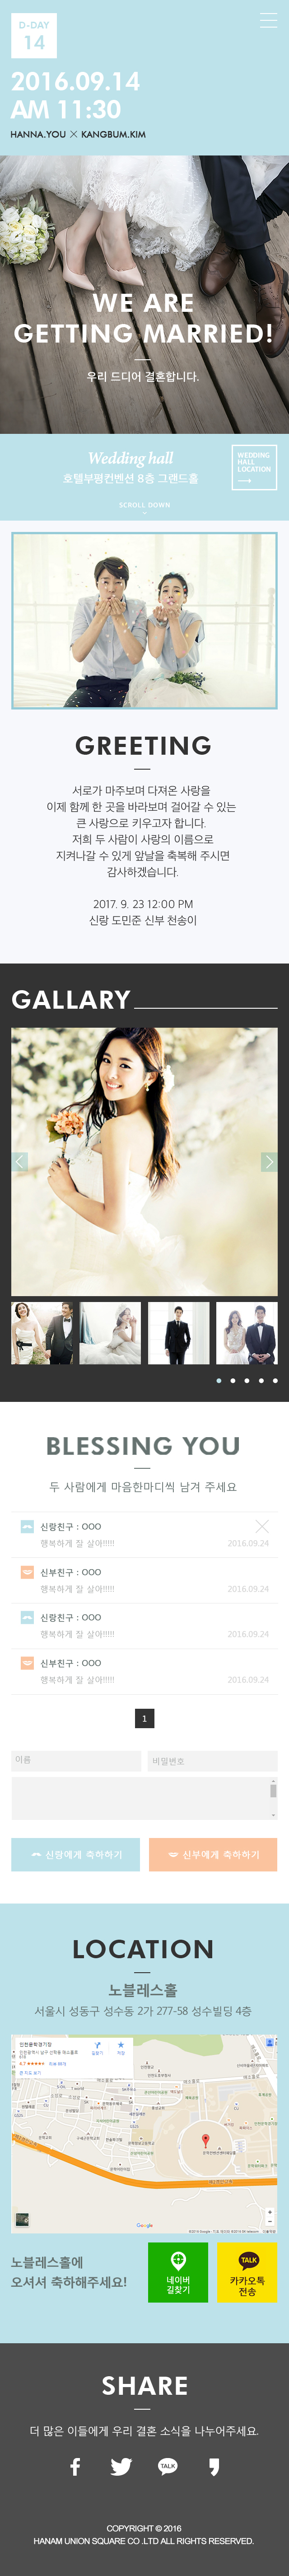 D-DAY
14
2016.09.14
AM 11:30
HANNA.YOU × KANGBUM.KIM
WE ARE
GETTING MARRIED!
우리 드디어 결혼합니다.
Wedding hall
호텔부평컨벤션 8층 그랜드홀
WEDDING
HALL
LOCATION
SCROLL DOWN
GREETING
서로가 마주보며 다져온 사랑을
이제 함께 한 곳을 바라보며 걸어갈 수 있는
큰 사랑으로 키우고자 합니다.
저희 두 사람이 사랑의 이름으로
지켜나갈 수 있게 앞날을 축복해 주시면
감사하겠습니다.
2017. 9. 23 12:00 PM
신랑 도민준 신부 천송이
GALLARY
BLESSING YOU
두 사람에게 마음한마디씩 남겨 주세요
신랑친구 : OOO
행복하게 잘 살아!!!!! 2016.09.24
신부친구 : OOO
행복하게 잘 살아!!!!! 2016.09.24
신랑친구 : OOO
행복하게 잘 살아!!!!! 2016.09.24
신부친구 : OOO
행복하게 잘 살아!!!!! 2016.09.24
1
이름 비밀번호
신랑에게 축하하기 신부에게 축하하기
LOCATION
노블레스홀
서울시 성동구 성수동 2가 277-58 성수빌딩 4층
인천문학경기장
Google
노블레스홀에
오셔셔 축하해주세요!
네이버
길찾기
TALK
카카오톡
전송
SHARE
더 많은 이들에게 우리 결혼 소식을 나누어주세요.
TALK
COPYRIGHT © 2016
HANAM UNION SQUARE CO .LTD ALL RIGHTS RESERVED.